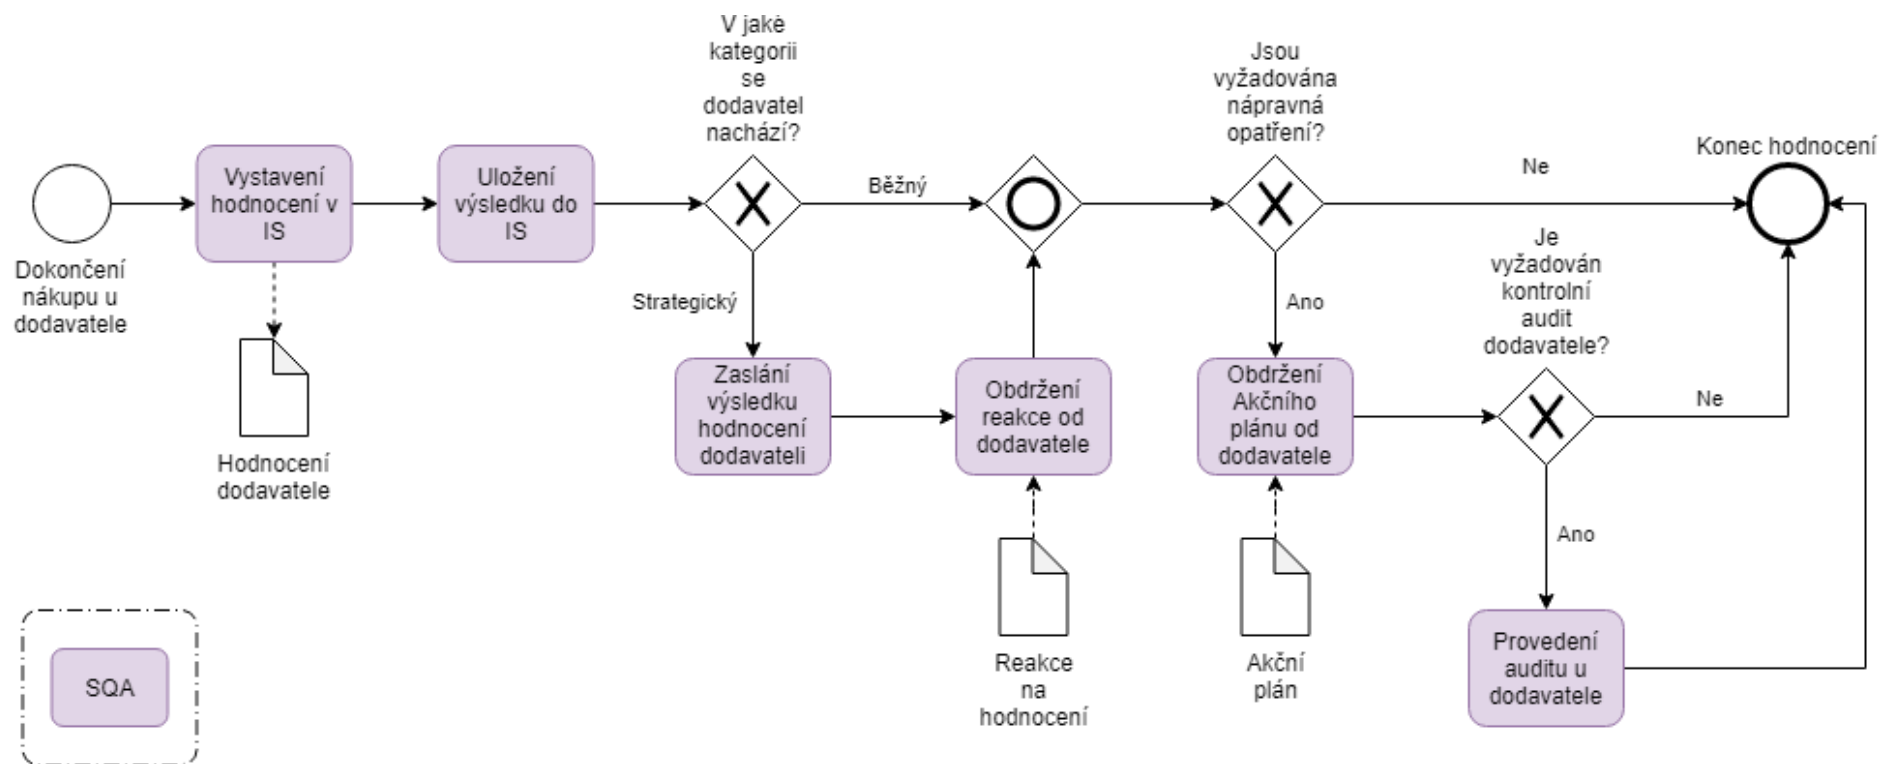 V jaké
kategorii
se
dodavatel
nachází?
Jsou
vyžadována
nápravná
opatření?
Konec hodnocení
Vystavení
hodnocení v
IS
Uložení
výsledku do
IS
Běžný
Ne
Dokončení
nákupu u
dodavatele
Strategický
Ano
Je
vyžadován
kontrolní
audit
dodavatele?
Zaslání
výsledku
hodnocení
dodavateli
Obdržení
reakce od
dodavatele
Obdržení
Akčního
plánu od
dodavatele
Ne
Hodnocení
dodavatele
Ano
Reakce
na
hodnocení
Akční
plán
Provedení
auditu u
dodavatele
SQA